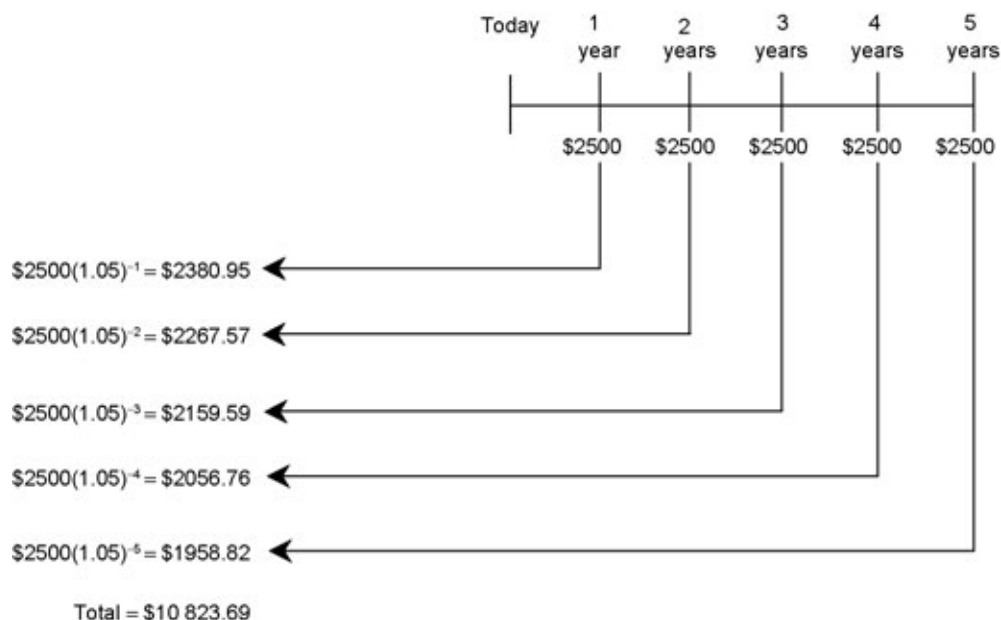 Today 1 2 3 4 5
year years years years years
$2500 $2500 $2500 $2500 $2500
$2500(1.05)⁻¹ = $2380.95
$2500(1.05)⁻² = $2267.57
$2500(1.05)⁻³ = $2159.59
$2500(1.05)⁻⁴ = $2056.76
$2500(1.05)⁻⁵ = $1958.82
Total = $10 823.69